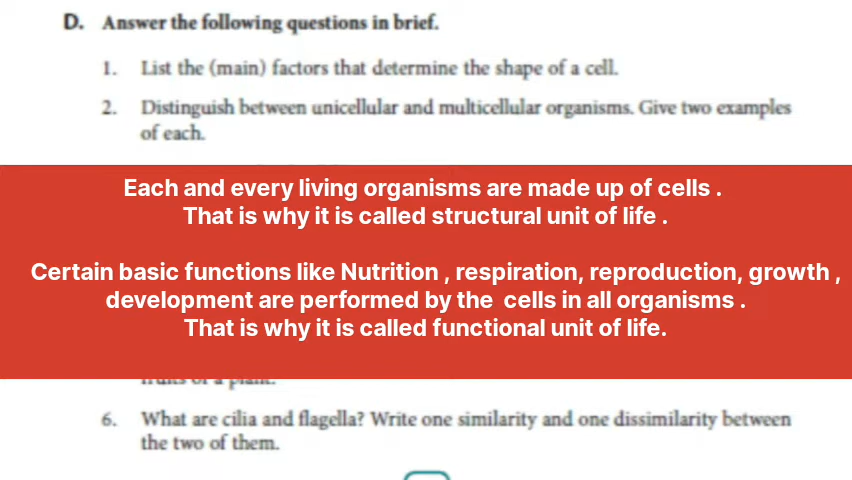 D. Answer the following questions in brief.
1. List the (main) factors that determine the shape of a cell.
2. Distinguish between unicellular and multicellular organisms. Give two examples
of each.
Each and every living organisms are made up of cells .
That is why it is called structural unit of life .
Certain basic functions like Nutrition , respiration, reproduction, growth ,
development are performed by the cells in all organisms .
That is why it is called functional unit of life.
fruits of a plant.
6. What are cilia and flagella? Write one similarity and one dissimilarity between
the two of them.